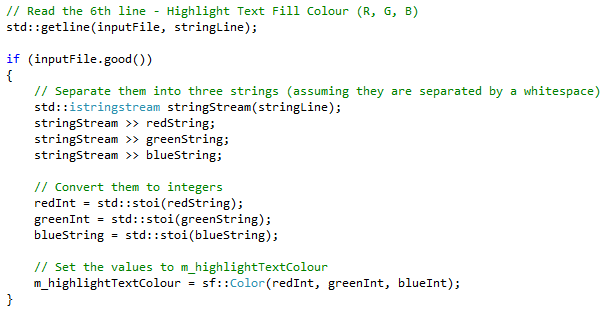 // Read the 6th line - Highlight Text Fill Colour (R, G, B)
std::getline(inputFile, stringLine);
if (inputFile.good())
{
// Separate them into three strings (assuming they are separated by a whitespace)
std::istringstream stringStream(stringLine);
stringStream >> redString;
stringStream >> greenString;
stringStream >> blueString;
// Convert them to integers
redInt = std::stoi(redString);
greenInt = std::stoi(greenString);
blueString = std::stoi(blueString);
// Set the values to m_highlightTextColour
m_highlightTextColour = sf::Color(redInt, greenInt, blueInt);
}